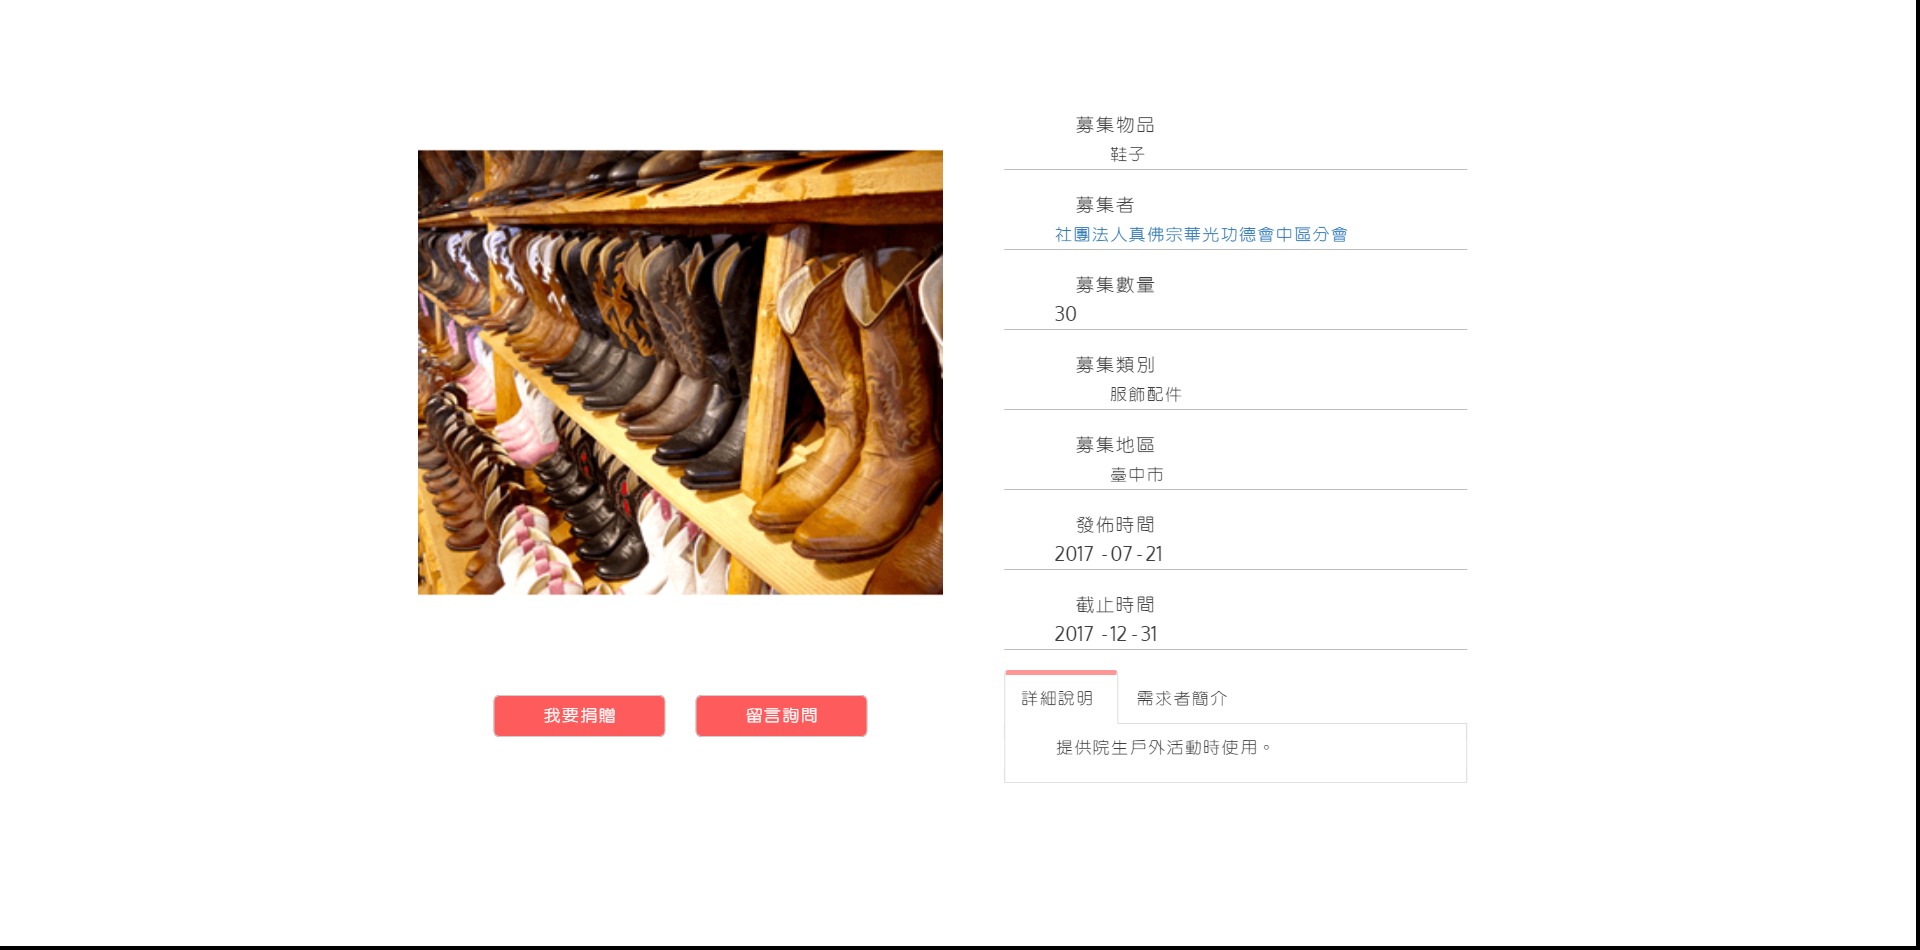 募集物品
鞋子
募集者
社團法人真佛宗華光功德會中區分會
募集數量
30
募集類別
服飾配件
募集地區
臺中市
發佈時間
2017 -07 -21
截止時間
2017 -12 -31
我要捐贈
留言詢問
詳細說明
需求者簡介
提供院生戶外活動時使用。